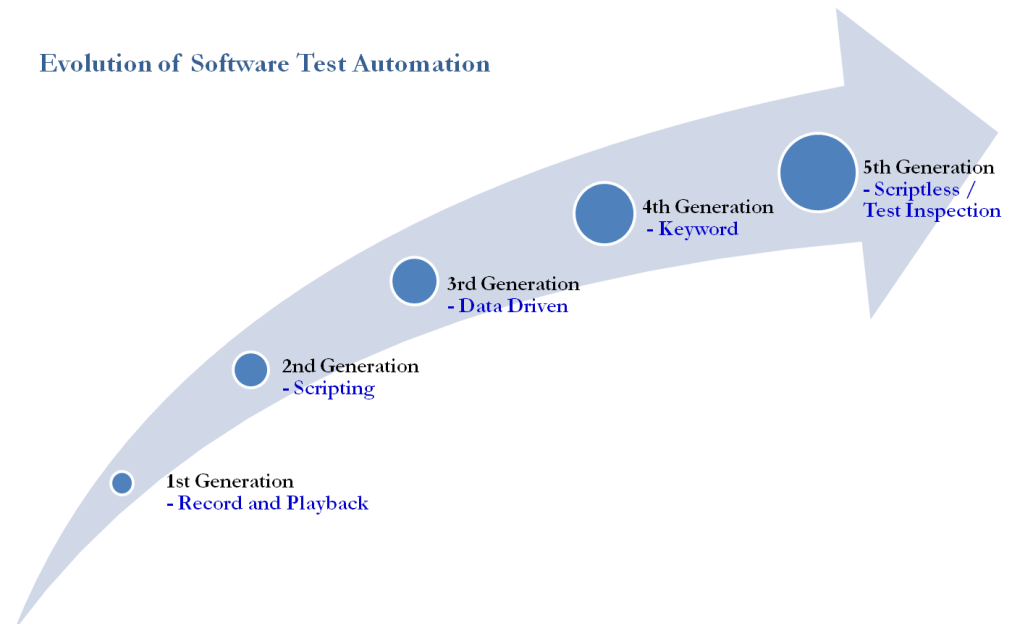 Evolution of Software Test Automation
5th Generation
- Scriptless /
Test Inspection
4th Generation
- Keyword
3rd Generation
- Data Driven
2nd Generation
- Scripting
1st Generation
- Record and Playback